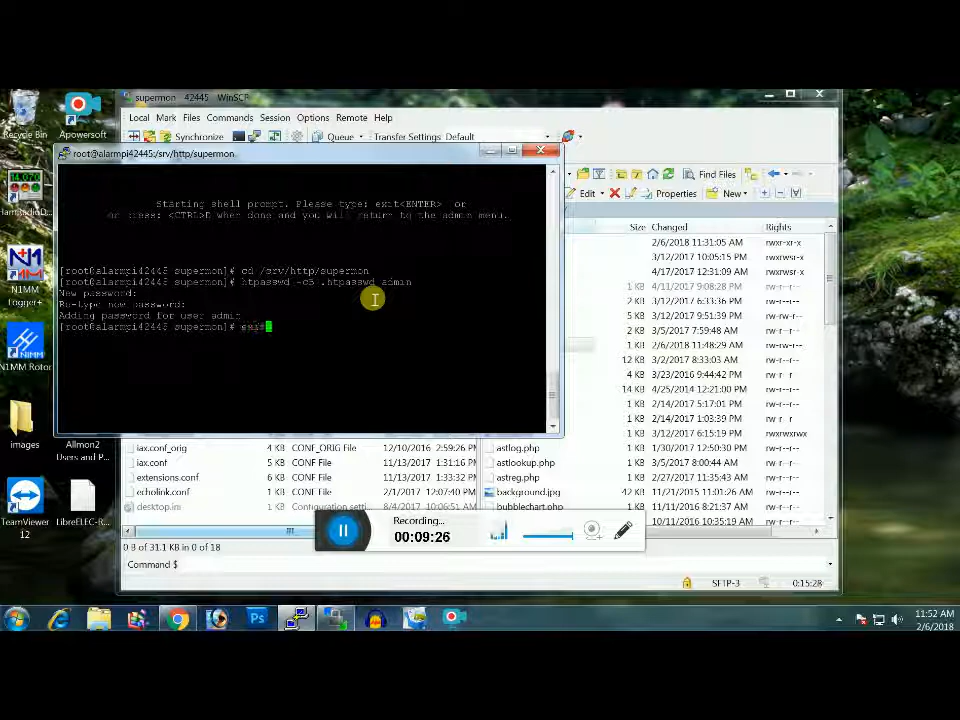 supermon 42445 WinSCP
Local Mark Files Commands Session Options Remote Help
Synchronize
Queue
Transfer Settings Default
Recycle Bin
Apowersoft
root@alarmpi42445:/srv/http/supermon
Starting shell prompt. Please type: exit<ENTER> or
or press: <CTRL>D when done and you will return to the admin menu.
[root@alarmpi42445 supermon]# cd /srv/http/supermon
[root@alarmpi42445 supermon]# htpasswd -cB .htpasswd admin
New password:
Re-type new password:
Adding password for user admin
[root@alarmpi42445 supermon]#
Find Files
Edit
Properties
New
Size Changed Rights
2/6/2018 11:31:05 AM rwxr-xr-x
3/12/2017 10:05:15 PM rwxrwsr-x
4/17/2017 12:09:36 AM rwxrwsr-x
1 KB 4/11/2017 9:08:28 PM rw-r--r--
2 KB 3/12/2017 6:33:53 PM rw-r--r--
5 KB 3/12/2017 9:51:39 PM rw-r--r--
5 KB 3/5/2017 7:59:48 AM rw-r--r--
1 KB 2/6/2018 11:48:29 AM rw-r--r--
12 KB 3/2/2017 8:33:03 AM rw-r--r--
4 KB 3/23/2016 9:44:42 PM rw-r--r--
14 KB 4/25/2014 12:21:00 PM rw-r--r--
2 KB 2/14/2017 5:17:01 PM rw-r--r--
2 KB 2/14/2017 1:03:39 PM rw-r--r--
1 KB 3/12/2017 6:15:19 PM rwxrwxrwx
iax.conf_orig 4 KB CONF_ORIG File 12/10/2016 2:59:26 PM
astlog.php 1 KB 1/30/2017 12:50:30 PM rw-r--r--
iax.conf 5 KB CONF File 11/13/2017 1:31:16 PM
astlookup.php 1 KB 3/5/2017 8:00:44 AM rw-r--r--
extensions.conf 6 KB CONF File 11/13/2017 1:33:32 PM
astreg.php 1 KB 2/27/2017 11:35:43 AM rw-r--r--
echolink.conf 1 KB CONF File 2/1/2017 12:07:40 PM
background.jpg 42 KB 11/21/2015 11:01:26 AM rw-r--r--
desktop.ini 1 KB Configuration setti...
bubblechart.php 1 KB 11/11/2016 8:21:37 AM rw-r--r--
10/11/2016 10:35:19 AM rwxr-xr-x
N1MM
Logger+
N1MM Rotor
images
Allmon2
Users and P...
TeamViewer
12
LibreELEC-R...
Recording...
00:09:26
0 B of 31.1 KB in 0 of 18
Command $
SFTP-3
0:15:28
11:52 AM
2/6/2018